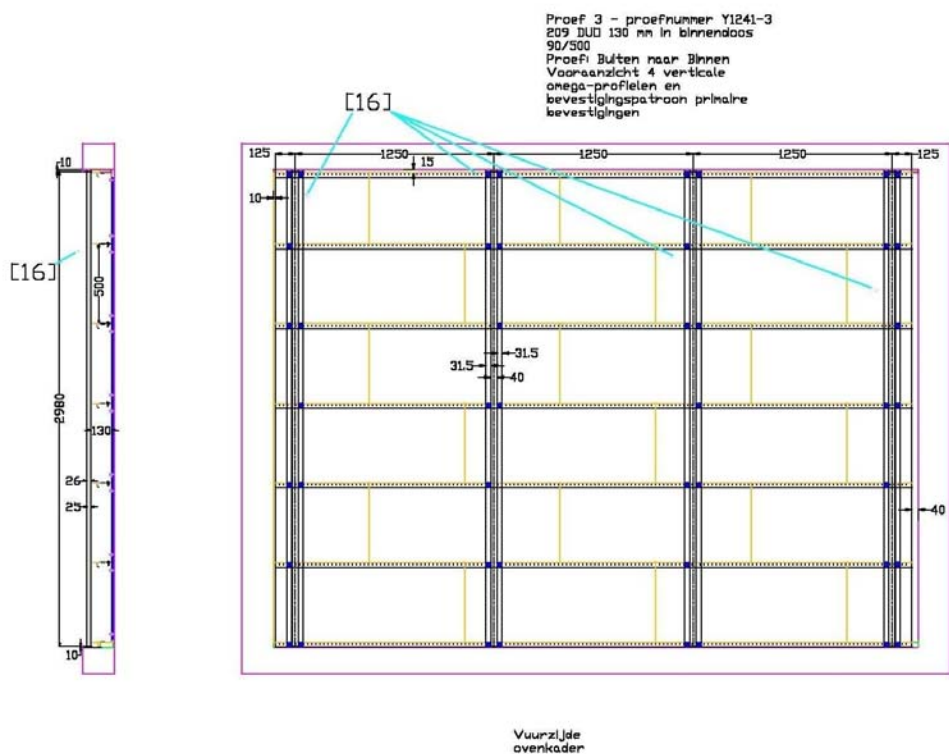 Proef 3 - proefnummer Y1241-3
209 DUO 130 mm in binnendoos
90/500
Proef: Buiten naar Binnen
Vooraanzicht 4 verticale
omega-profielen en
bevestigingspatroon primaire
bevestigingen
[16]
125 1250 1250 1250 125
10
15
10
[16]
500
31.5
31.5
40
2980
130
26
25
40
10
Vuurzijde
ovenkader